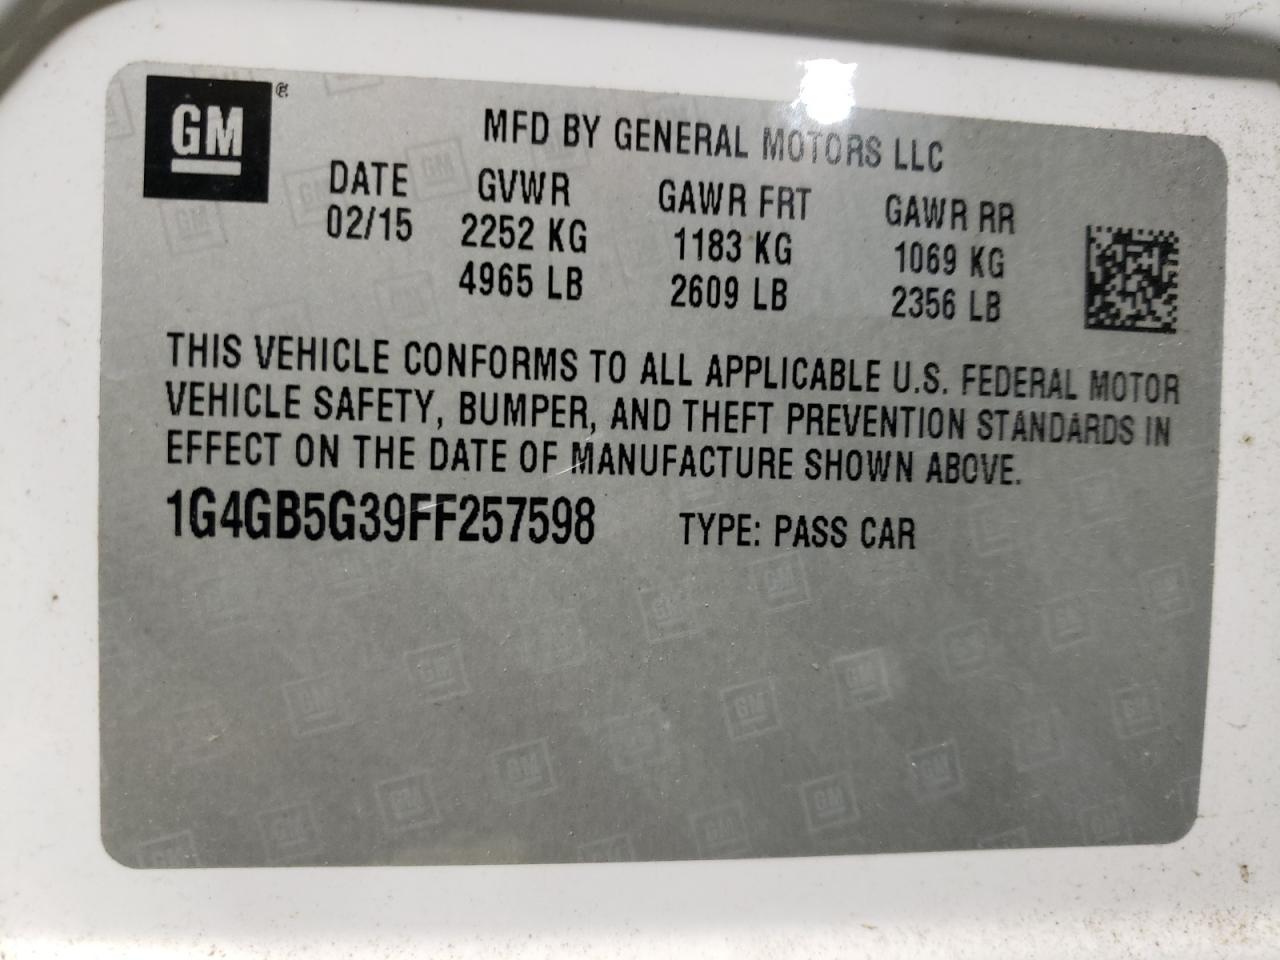 GM
MFD BY GENERAL MOTORS LLC
DATE GVWR GAWR FRT GAWR RR
02/15 2252 KG 1183 KG 1069 KG
4965 LB 2609 LB 2356 LB
THIS VEHICLE CONFORMS TO ALL APPLICABLE U.S. FEDERAL MOTOR
VEHICLE SAFETY, BUMPER, AND THEFT PREVENTION STANDARDS IN
EFFECT ON THE DATE OF MANUFACTURE SHOWN ABOVE.
1G4GB5G39FF257598 TYPE: PASS CAR